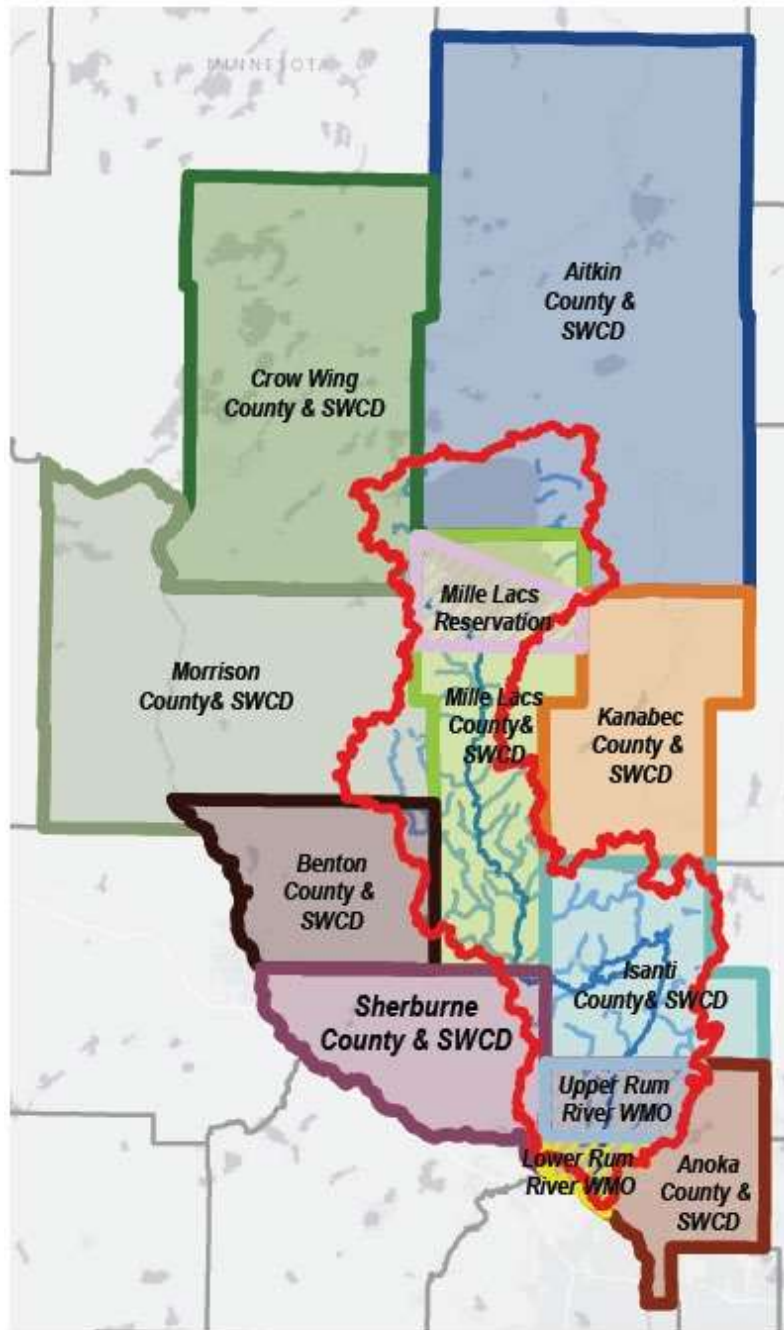 MINNESOTA
Aitkin
County &
SWCD
Crow Wing
County & SWCD
Mille Lacs
Reservation
Morrison
County& SWCD
Mille Lacs
County&
SWCD
Kanabec
County &
SWCD
Benton
County &
SWCD
Isanti
County& SWCD
Sherburne
County & SWCD
Upper Rum
River WMO
Lower Rum
River WMO
Anoka
County &
SWCD